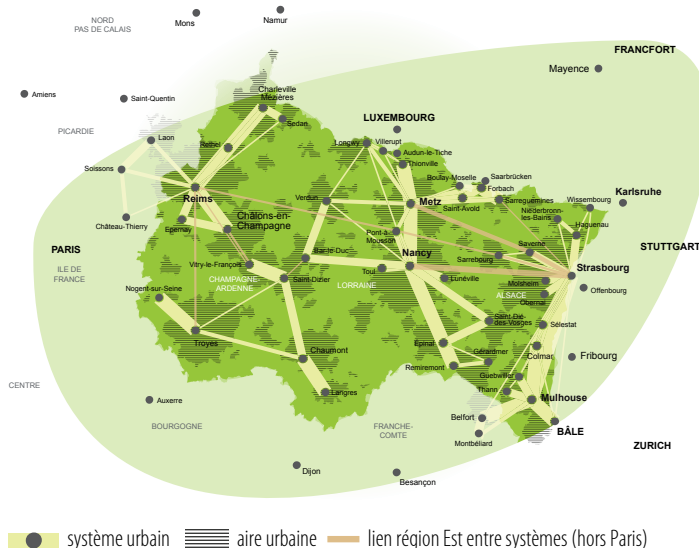 NORD
PAS DE CALAIS
Mons
Namur
FRANCFORT
Mayence
Amiens
Saint-Quentin
Charleville
Mézières
Sedan
LUXEMBOURG
PICARDIE
Laon
Rethel
Longwy
Villerupt
Audun-le-Tiche
Thionville
Soissons
Boulay Moselle
Saarbrücken
Forbach
Reims
Verdun
Metz
Saint-Avold
Sarreguemines
Wissembourg
Karlsruhe
Niederbronn-
les-Bains
Château-Thierry
Epernay
Châlons-en-
Champagne
Pont-à-
Mousson
Haguenau
PARIS
Bar-le-Duc
Nancy
Saverne
STUTTGART
ILE DE
FRANCE
Vitry-le-François
Toul
Sarrebourg
Strasbourg
CHAMPAGNE
ARDENNE
Saint-Dizier
LORRAINE
Lunéville
Molsheim
Offenbourg
Nogent-sur-Seine
ALSACE
Obernai
Saint-Dié
des-Vosges
Sélestat
Troyes
Epinal
Chaumont
Gérardmer
Colmar
Fribourg
Remiremont
Guebwiller
CENTRE
Langres
Thann
Auxerre
Mulhouse
Belfort
BOURGOGNE
FRANCHE-
COMTE
BÂLE
Montbéliard
ZURICH
Dijon
Besançon
système urbain
aire urbaine
lien région Est entre systèmes (hors Paris)